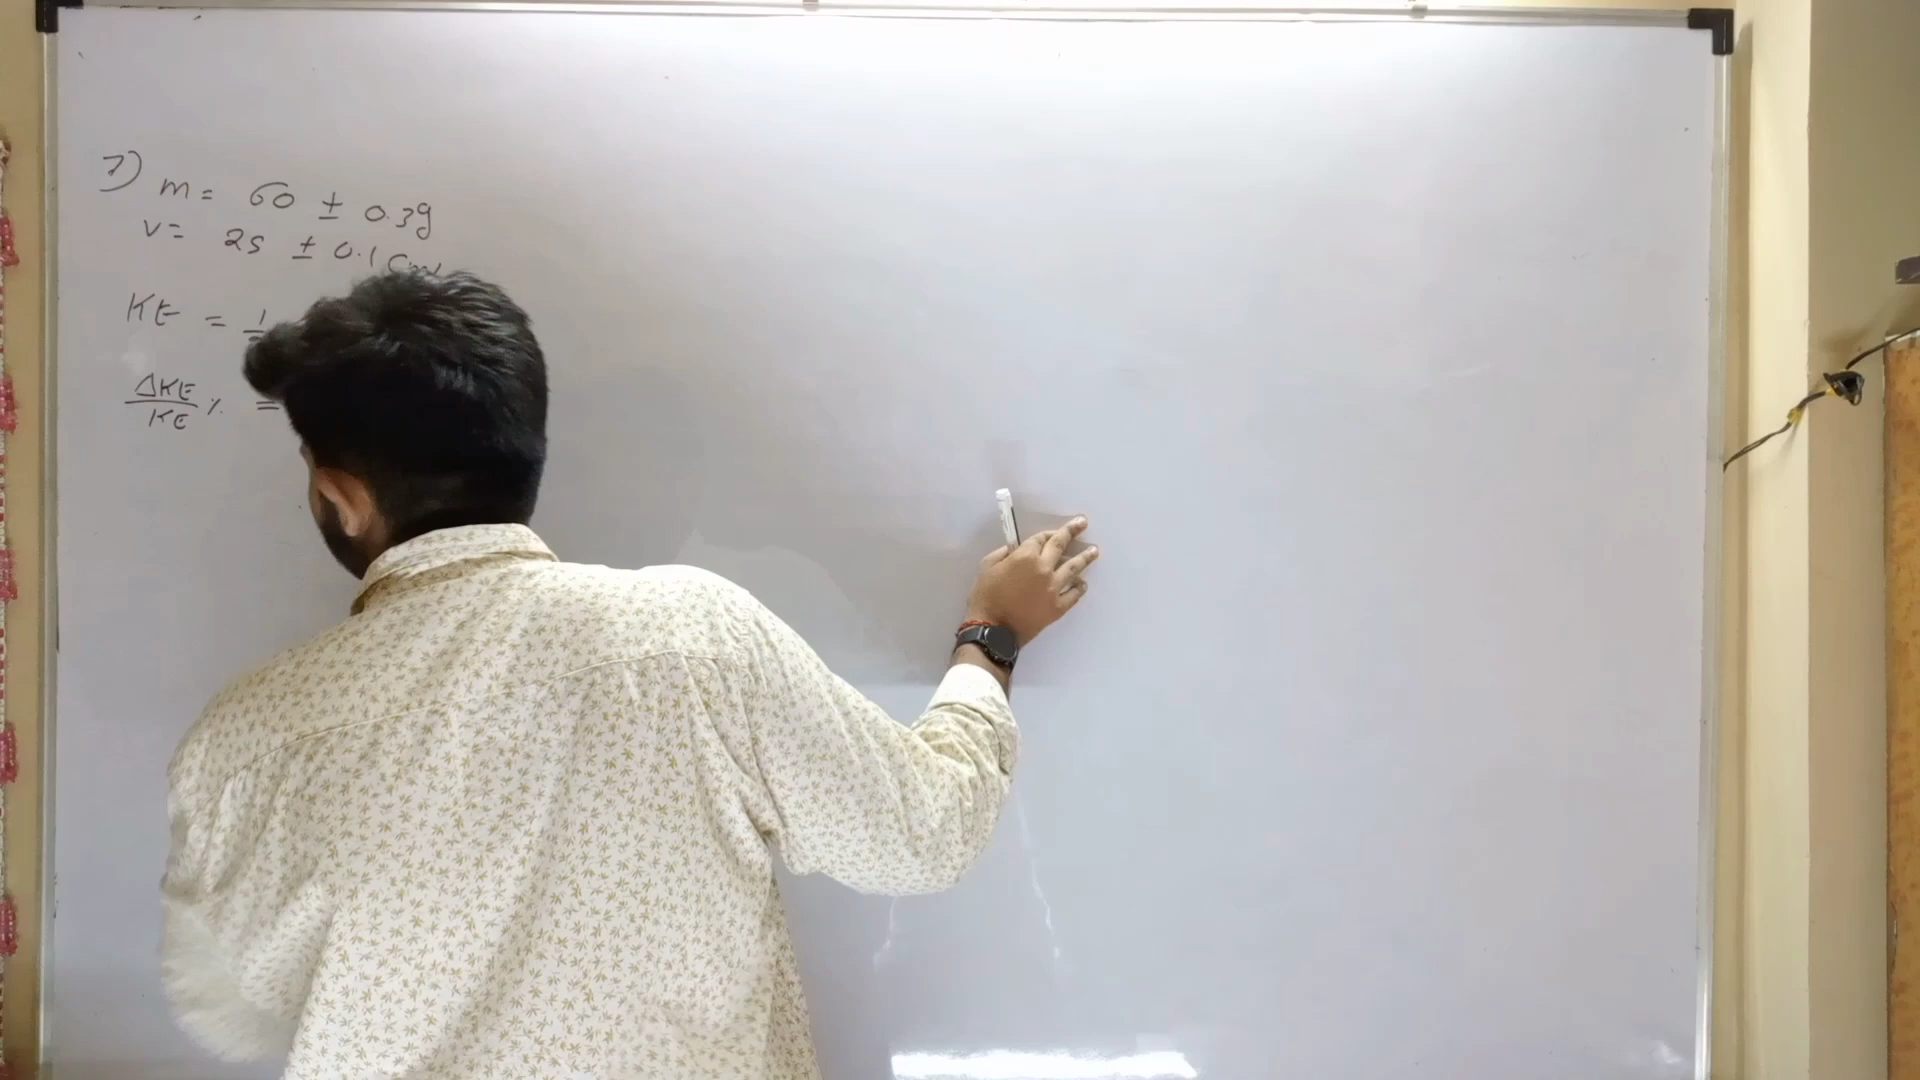 7) m = 60 ± 0.3g
v = 25 ± 0.1 cm/
KE = 1
ΔKE/KE % =